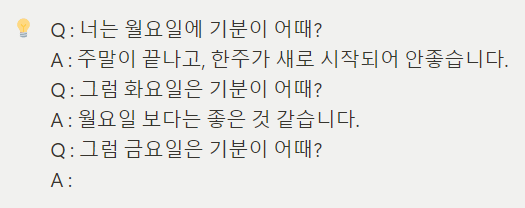 Q : 너는 월요일에 기분이 어때?
A : 주말이 끝나고, 한주가 새로 시작되어 안좋습니다.
Q : 그럼 화요일은 기분이 어때?
A : 월요일 보다는 좋은 것 같습니다.
Q : 그럼 금요일은 기분이 어때?
A :